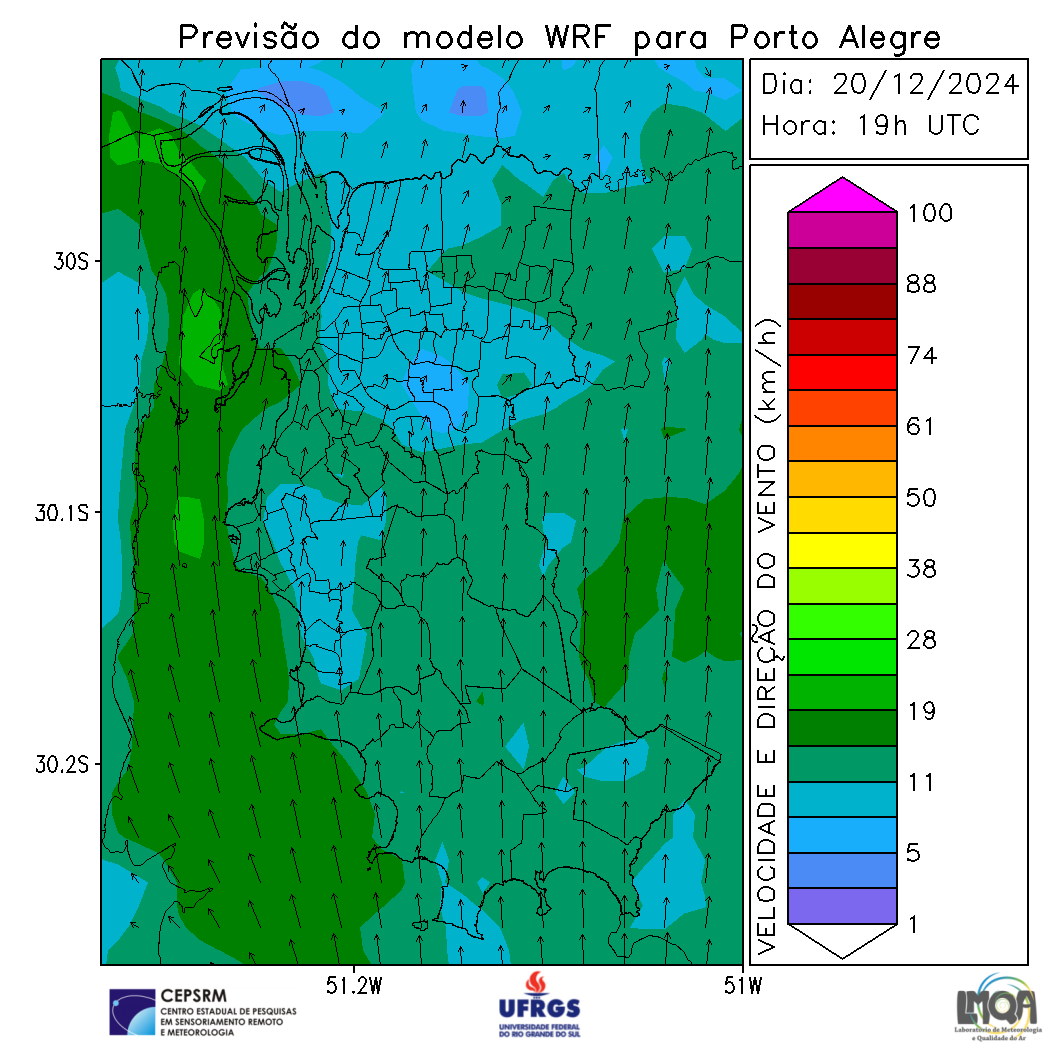 Previsão do modelo WRF para Porto Alegre
Dia: 20/12/2024
Hora: 19h UTC
30S
30.1S
30.2S
51.2W
51W
VELOCIDADE E DIREÇÃO DO VENTO (km/h)
100
88
74
61
50
38
28
19
11
5
1
CEPSRM
CENTRO ESTADUAL DE PESQUISAS
EM SENSORIAMENTO REMOTO
E METEOROLOGIA
UFRGS
UNIVERSIDADE FEDERAL
DO RIO GRANDE DO SUL
LMQA
Laboratório de Meteorologia
e Qualidade do Ar